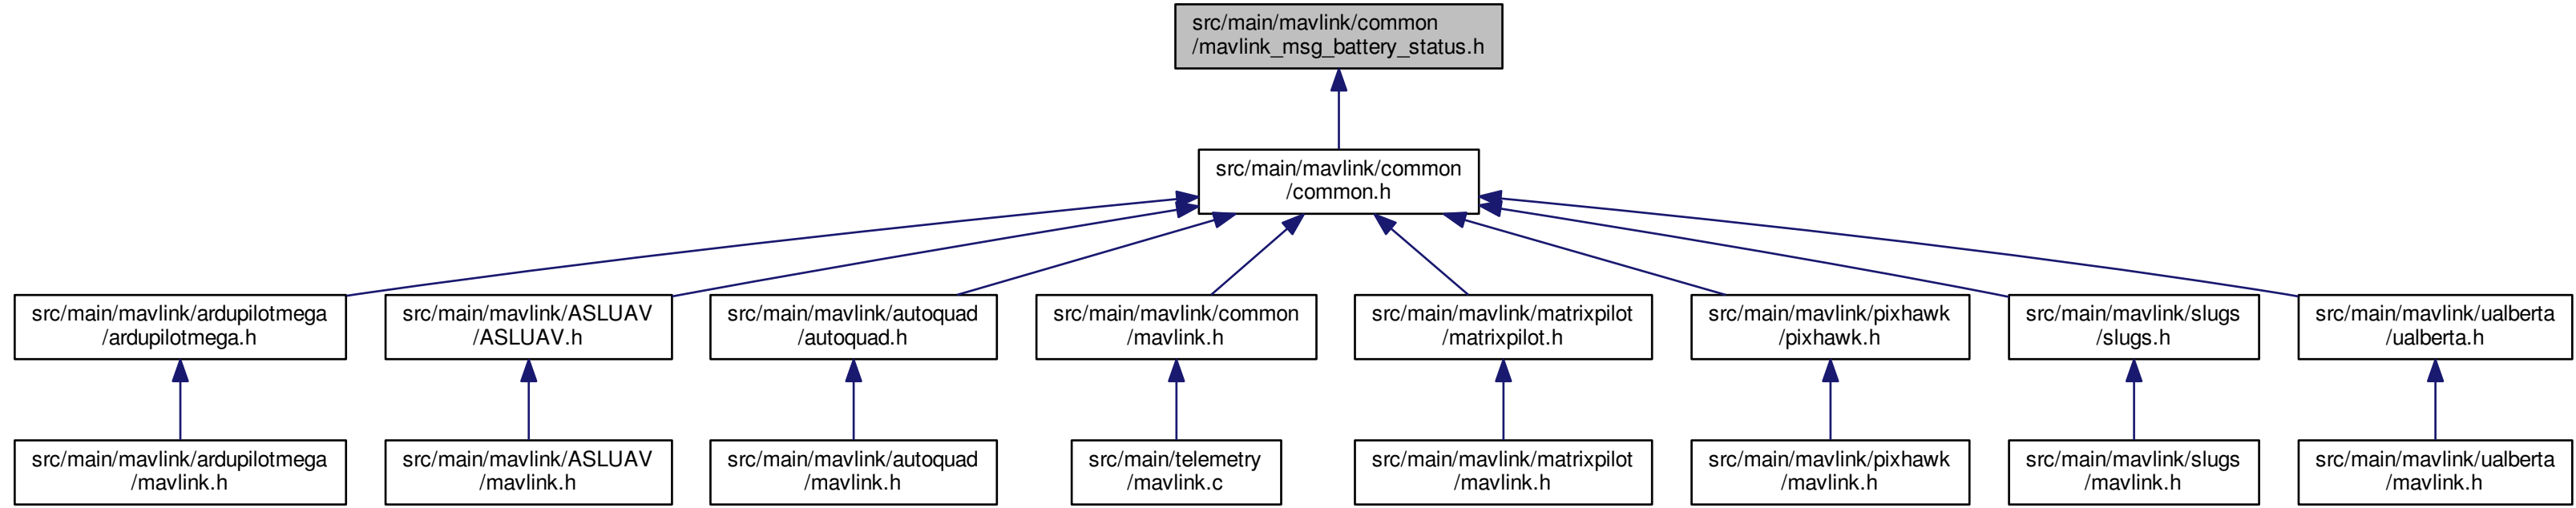 src/main/mavlink/common
/mavlink_msg_battery_status.h
src/main/mavlink/common
/common.h
src/main/mavlink/ardupilotmega
/ardupilotmega.h
src/main/mavlink/ASLUAV
/ASLUAV.h
src/main/mavlink/autoquad
/autoquad.h
src/main/mavlink/common
/mavlink.h
src/main/mavlink/matrixpilot
/matrixpilot.h
src/main/mavlink/pixhawk
/pixhawk.h
src/main/mavlink/slugs
/slugs.h
src/main/mavlink/ualberta
/ualberta.h
src/main/mavlink/ardupilotmega
/mavlink.h
src/main/mavlink/ASLUAV
/mavlink.h
src/main/mavlink/autoquad
/mavlink.h
src/main/telemetry
/mavlink.c
src/main/mavlink/matrixpilot
/mavlink.h
src/main/mavlink/pixhawk
/mavlink.h
src/main/mavlink/slugs
/mavlink.h
src/main/mavlink/ualberta
/mavlink.h